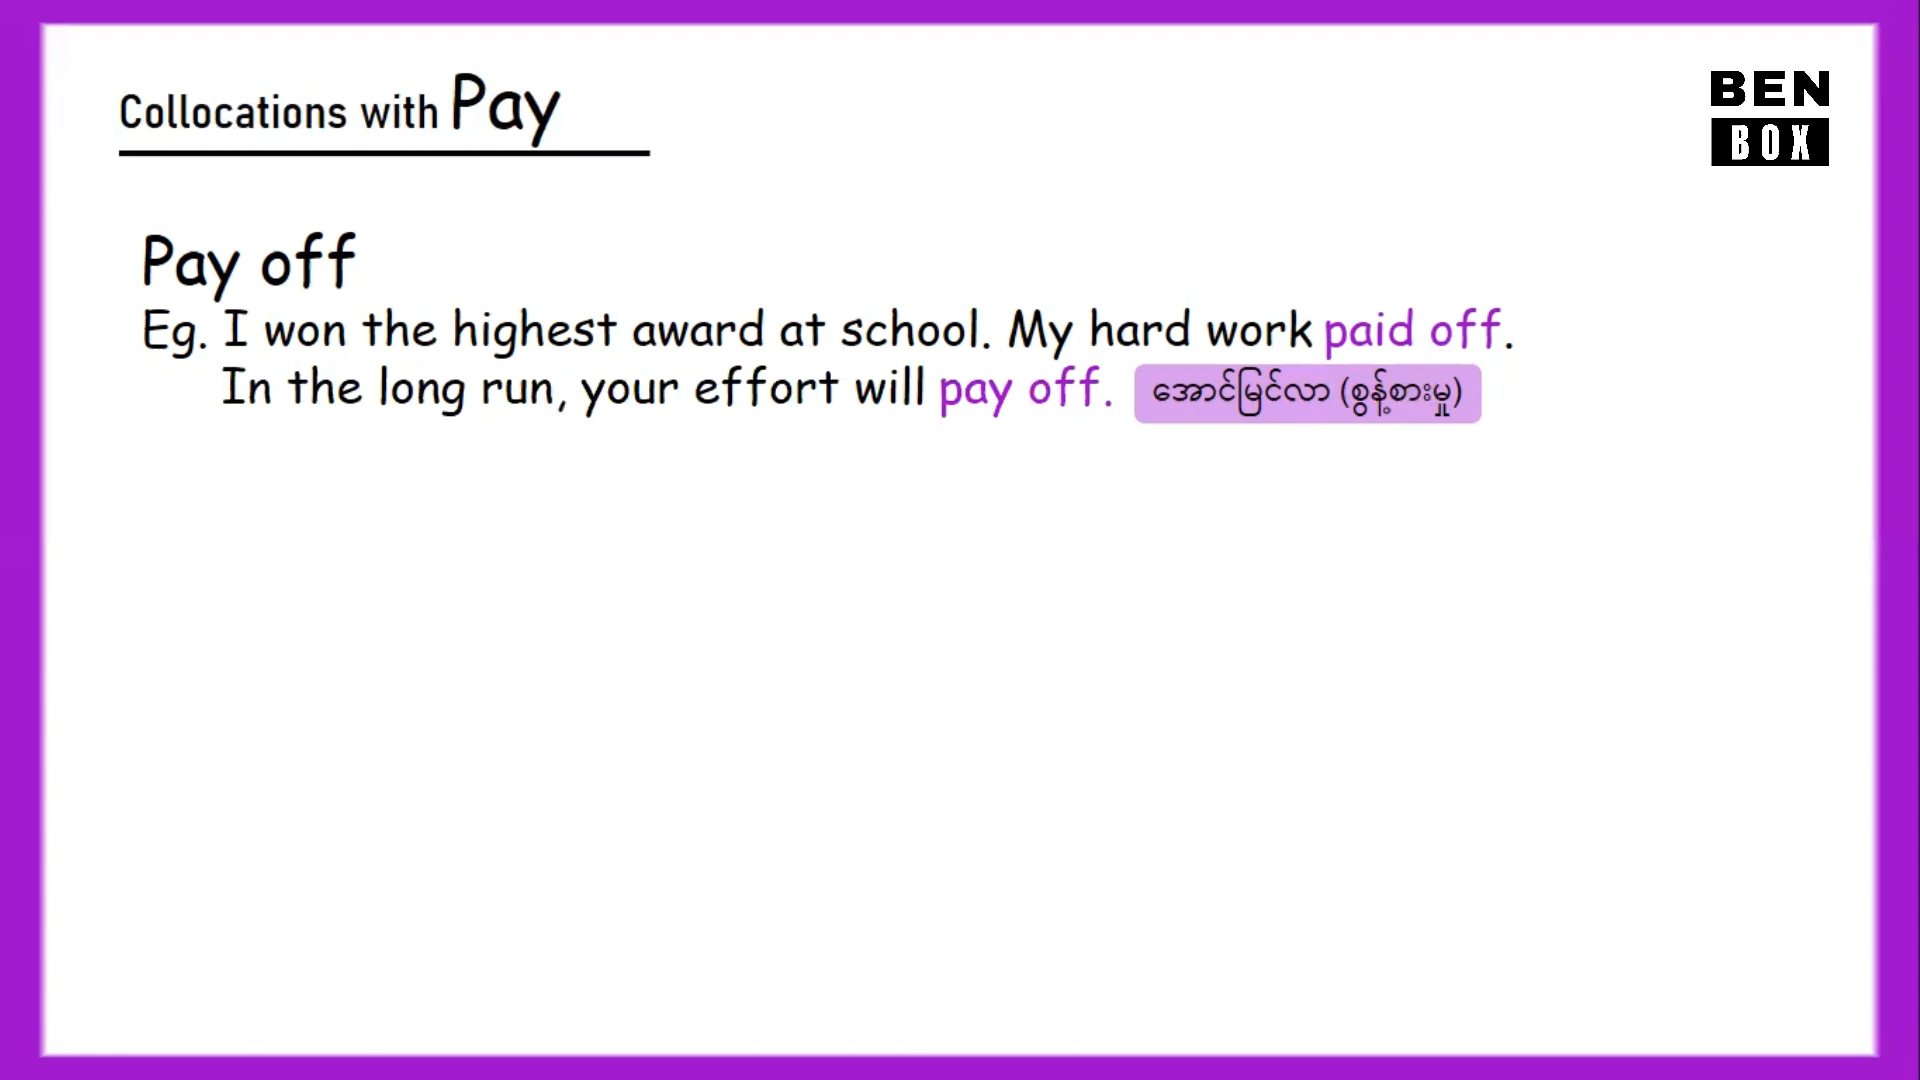 Collocations with Pay
BEN
BOX
Pay off
Eg. I won the highest award at school. My hard work paid off.
In the long run, your effort will pay off. အောင်မြင်လာ (စွန့်စားမှု)